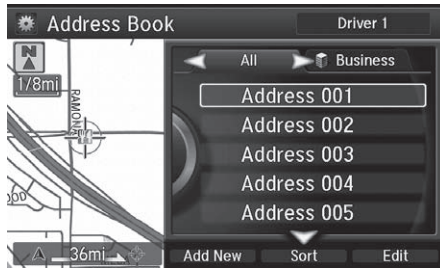 Address Book
Driver 1
N
1/8mi
All
Business
RAMONA
Address 001
Address 002
Address 003
Address 004
Address 005
36mi
Add New
Sort
Edit